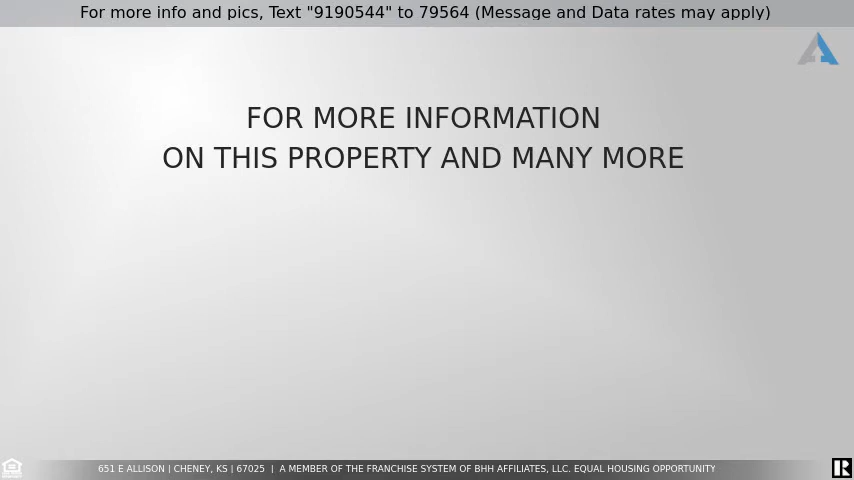 For more info and pics, Text "9190544" to 79564 (Message and Data rates may apply)
FOR MORE INFORMATION
ON THIS PROPERTY AND MANY MORE
651 E ALLISON | CHENEY, KS | 67025 | A MEMBER OF THE FRANCHISE SYSTEM OF BHH AFFILIATES, LLC. EQUAL HOUSING OPPORTUNITY